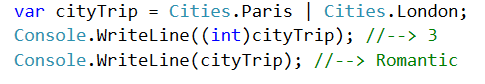 var cityTrip = Cities.Paris | Cities.London;
Console.WriteLine((int)cityTrip); //--> 3
Console.WriteLine(cityTrip); //--> Romantic